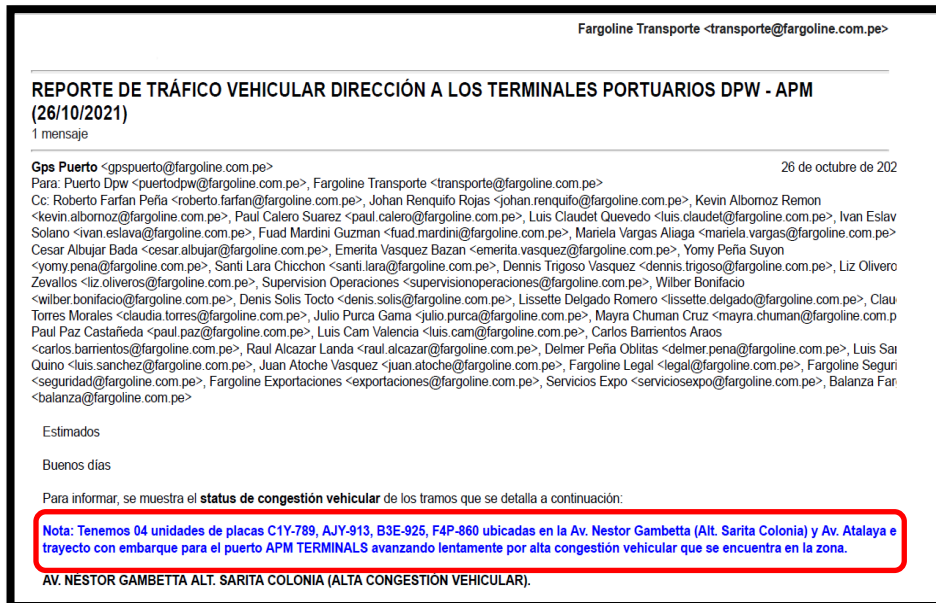 Fargoline Transporte <transporte@fargoline.com.pe>
REPORTE DE TRÁFICO VEHICULAR DIRECCIÓN A LOS TERMINALES PORTUARIOS DPW - APM
(26/10/2021)
1 mensaje
Gps Puerto <gpspuerto@fargoline.com.pe> 26 de octubre de 202
Para: Puerto Dpw <puertodpw@fargoline.com.pe>, Fargoline Transporte <transporte@fargoline.com.pe>
Cc: Roberto Farfan Peña <roberto.farfan@fargoline.com.pe>, Johan Renquifo Rojas <johan.renquifo@fargoline.com.pe>, Kevin Albornoz Remon
<kevin.albornoz@fargoline.com.pe>, Paul Calero Suarez <paul.calero@fargoline.com.pe>, Luis Claudet Quevedo <luis.claudet@fargoline.com.pe>, Ivan Eslav
Solano <ivan.eslava@fargoline.com.pe>, Fuad Mardini Guzman <fuad.mardini@fargoline.com.pe>, Mariela Vargas Aliaga <mariela.vargas@fargoline.com.pe>
Cesar Albujar Bada <cesar.albujar@fargoline.com.pe>, Emerita Vasquez Bazan <emerita.vasquez@fargoline.com.pe>, Yomy Peña Suyon
<yomy.pena@fargoline.com.pe>, Santi Lara Chicchon <santi.lara@fargoline.com.pe>, Dennis Trigoso Vasquez <dennis.trigoso@fargoline.com.pe>, Liz Olivero
Zevallos <liz.oliveros@fargoline.com.pe>, Supervision Operaciones <supervisionoperaciones@fargoline.com.pe>, Wilber Bonifacio
<wilber.bonifacio@fargoline.com.pe>, Denis Solis Tocto <denis.solis@fargoline.com.pe>, Lissette Delgado Romero <lissette.delgado@fargoline.com.pe>, Clau
Torres Morales <claudia.torres@fargoline.com.pe>, Julio Purca Gama <julio.purca@fargoline.com.pe>, Mayra Chuman Cruz <mayra.chuman@fargoline.com.p
Paul Paz Castañeda <paul.paz@fargoline.com.pe>, Luis Cam Valencia <luis.cam@fargoline.com.pe>, Carlos Barrientos Araos
<carlos.barrientos@fargoline.com.pe>, Raul Alcazar Landa <raul.alcazar@fargoline.com.pe>, Delmer Peña Oblitas <delmer.pena@fargoline.com.pe>, Luis Sa
Quino <luis.sanchez@fargoline.com.pe>, Juan Atoche Vasquez <juan.atoche@fargoline.com.pe>, Fargoline Legal <legal@fargoline.com.pe>, Fargoline Seguri
<seguridad@fargoline.com.pe>, Fargoline Exportaciones <exportaciones@fargoline.com.pe>, Servicios Expo <serviciosexpo@fargoline.com.pe>, Balanza Far
<balanza@fargoline.com.pe>
Estimados
Buenos días
Para informar, se muestra el status de congestión vehicular de los tramos que se detalla a continuación:
Nota: Tenemos 04 unidades de placas C1Y-789, AJY-913, B3E-925, F4P-860 ubicadas en la Av. Nestor Gambetta (Alt. Sarita Colonia) y Av. Atalaya e
trayecto con embarque para el puerto APM TERMINALS avanzando lentamente por alta congestión vehicular que se encuentra en la zona.
AV. NÉSTOR GAMBETTA ALT. SARITA COLONIA (ALTA CONGESTIÓN VEHICULAR).